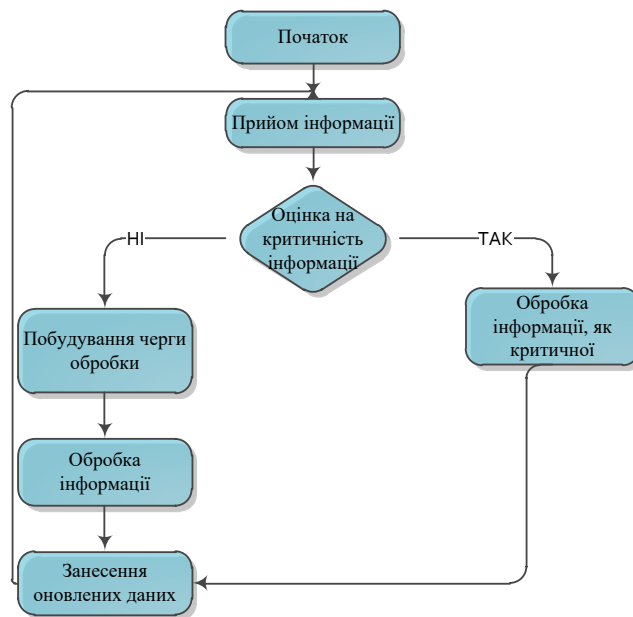 Початок
Прийом інформації
Оцінка на
критичність
інформації
НІ
ТАК
Побудування черги
обробки
Обробка
інформації, як
критичної
Обробка
інформації
Занесення
оновлених даних